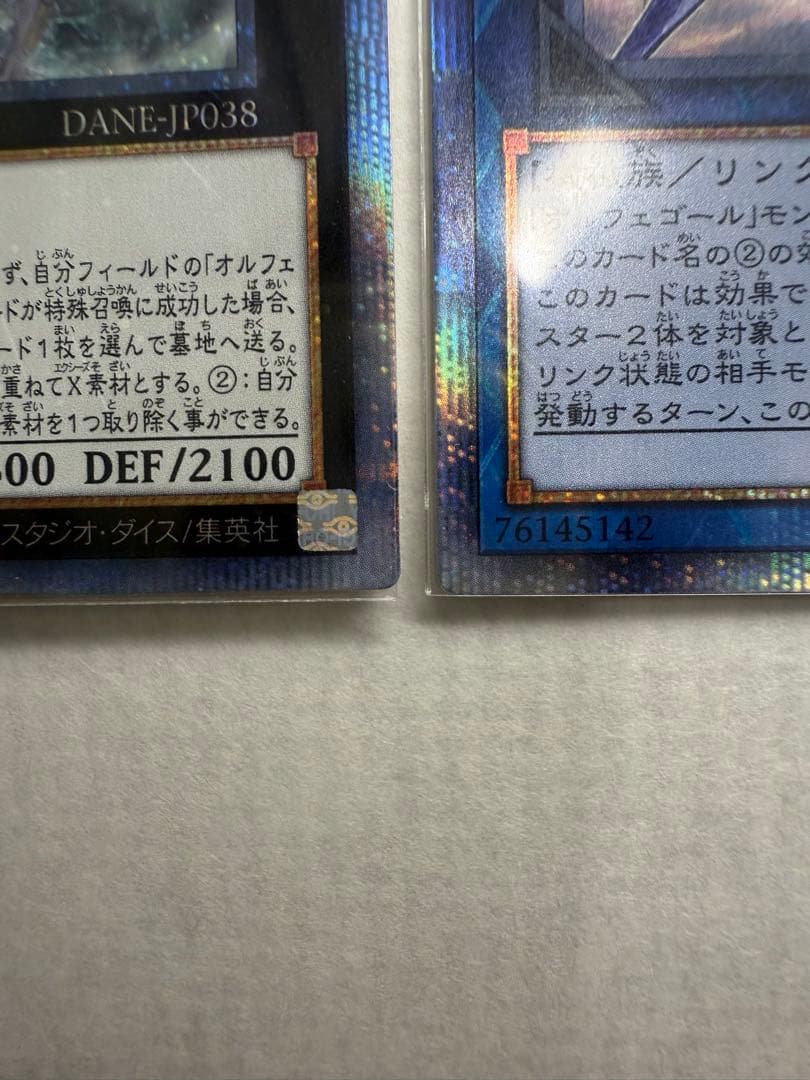 DANE-JP038
ず、自分フィールドの「オルフェ
ードが特殊召喚に成功した場合、
ード1枚を選んで墓地へ送る。
重ねてX素材とする。②:自分
素材を1つ取り除く事ができる。
00 DEF/2100
スタジオ・ダイス/集英社
族/リンク
フェゴール」モン
のカード名の②の効
このカードは効果で
スター2体を対象と
リンク状態の相手モ
発動するターン、この
76145142